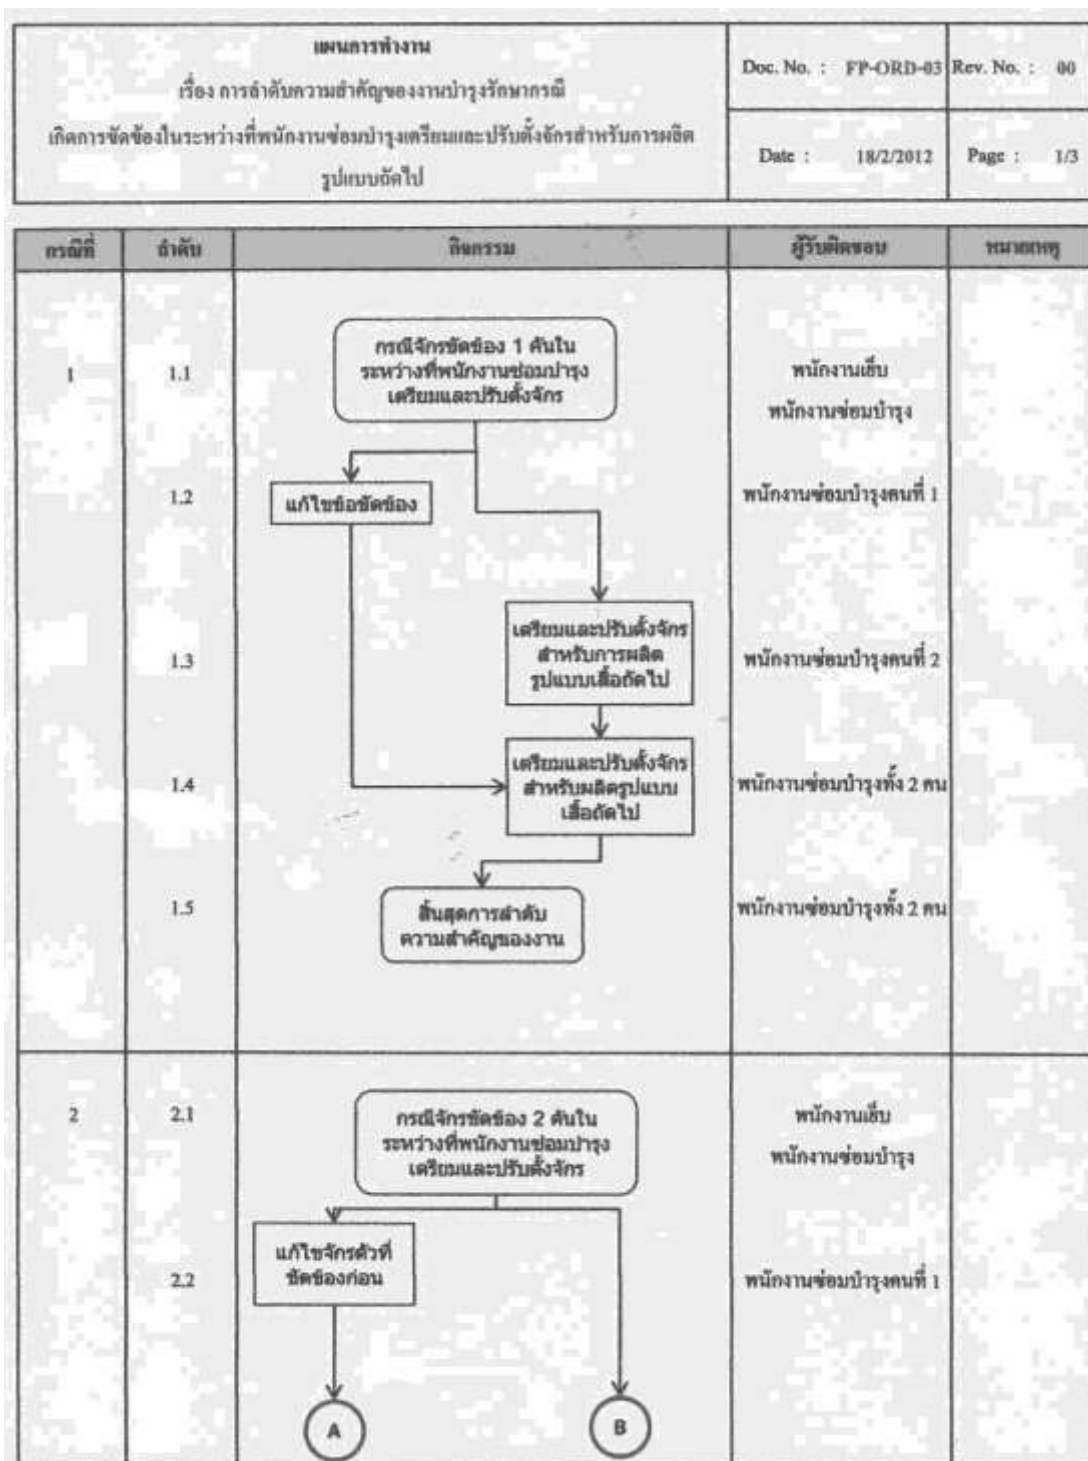 แผนการทำงาน
เรื่อง การลำดับความสำคัญของงานบำรุงรักษากรณี
เกิดการขัดข้องในระหว่างที่พนักงานซ่อมบำรุงเตรียมและปรับตั้งจักรสำหรับการผลิต
รูปแบบถัดไป
Doc. No. : FP-ORD-03 Rev. No. : 00
Date : 18/2/2012 Page : 1/3
กรณีที่ ลำดับ กิจกรรม ผู้รับผิดชอบ หมายเหตุ
1 1.1
กรณีจักรขัดข้อง 1 คันใน
ระหว่างที่พนักงานซ่อมบำรุง
เตรียมและปรับตั้งจักร
พนักงานเย็บ
พนักงานซ่อมบำรุง
1.2 แก้ไขข้อขัดข้อง พนักงานซ่อมบำรุงคนที่ 1
1.3
เตรียมและปรับตั้งจักร
สำหรับการผลิต
รูปแบบเสื้อถัดไป
พนักงานซ่อมบำรุงคนที่ 2
1.4
เตรียมและปรับตั้งจักร
สำหรับผลิตรูปแบบ
เสื้อถัดไป
พนักงานซ่อมบำรุงทั้ง 2 คน
1.5
สิ้นสุดการลำดับ
ความสำคัญของงาน
พนักงานซ่อมบำรุงทั้ง 2 คน
2 2.1
กรณีจักรขัดข้อง 2 คันใน
ระหว่างที่พนักงานซ่อมบำรุง
เตรียมและปรับตั้งจักร
พนักงานเย็บ
พนักงานซ่อมบำรุง
2.2
แก้ไขจักรตัวที่
ขัดข้องก่อน
พนักงานซ่อมบำรุงคนที่ 1
A B